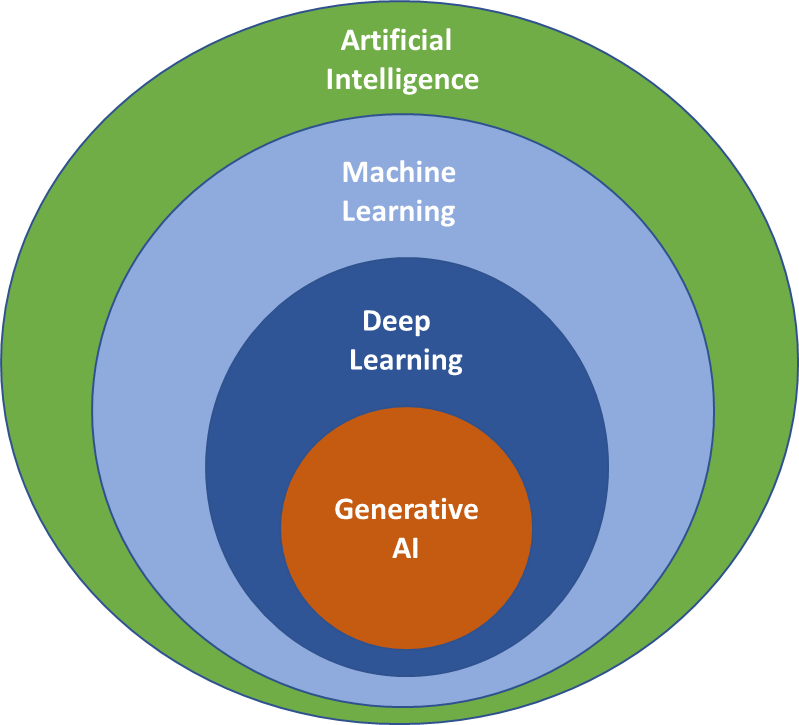 Artificial
Intelligence
Machine
Learning
Deep
Learning
Generative
AI